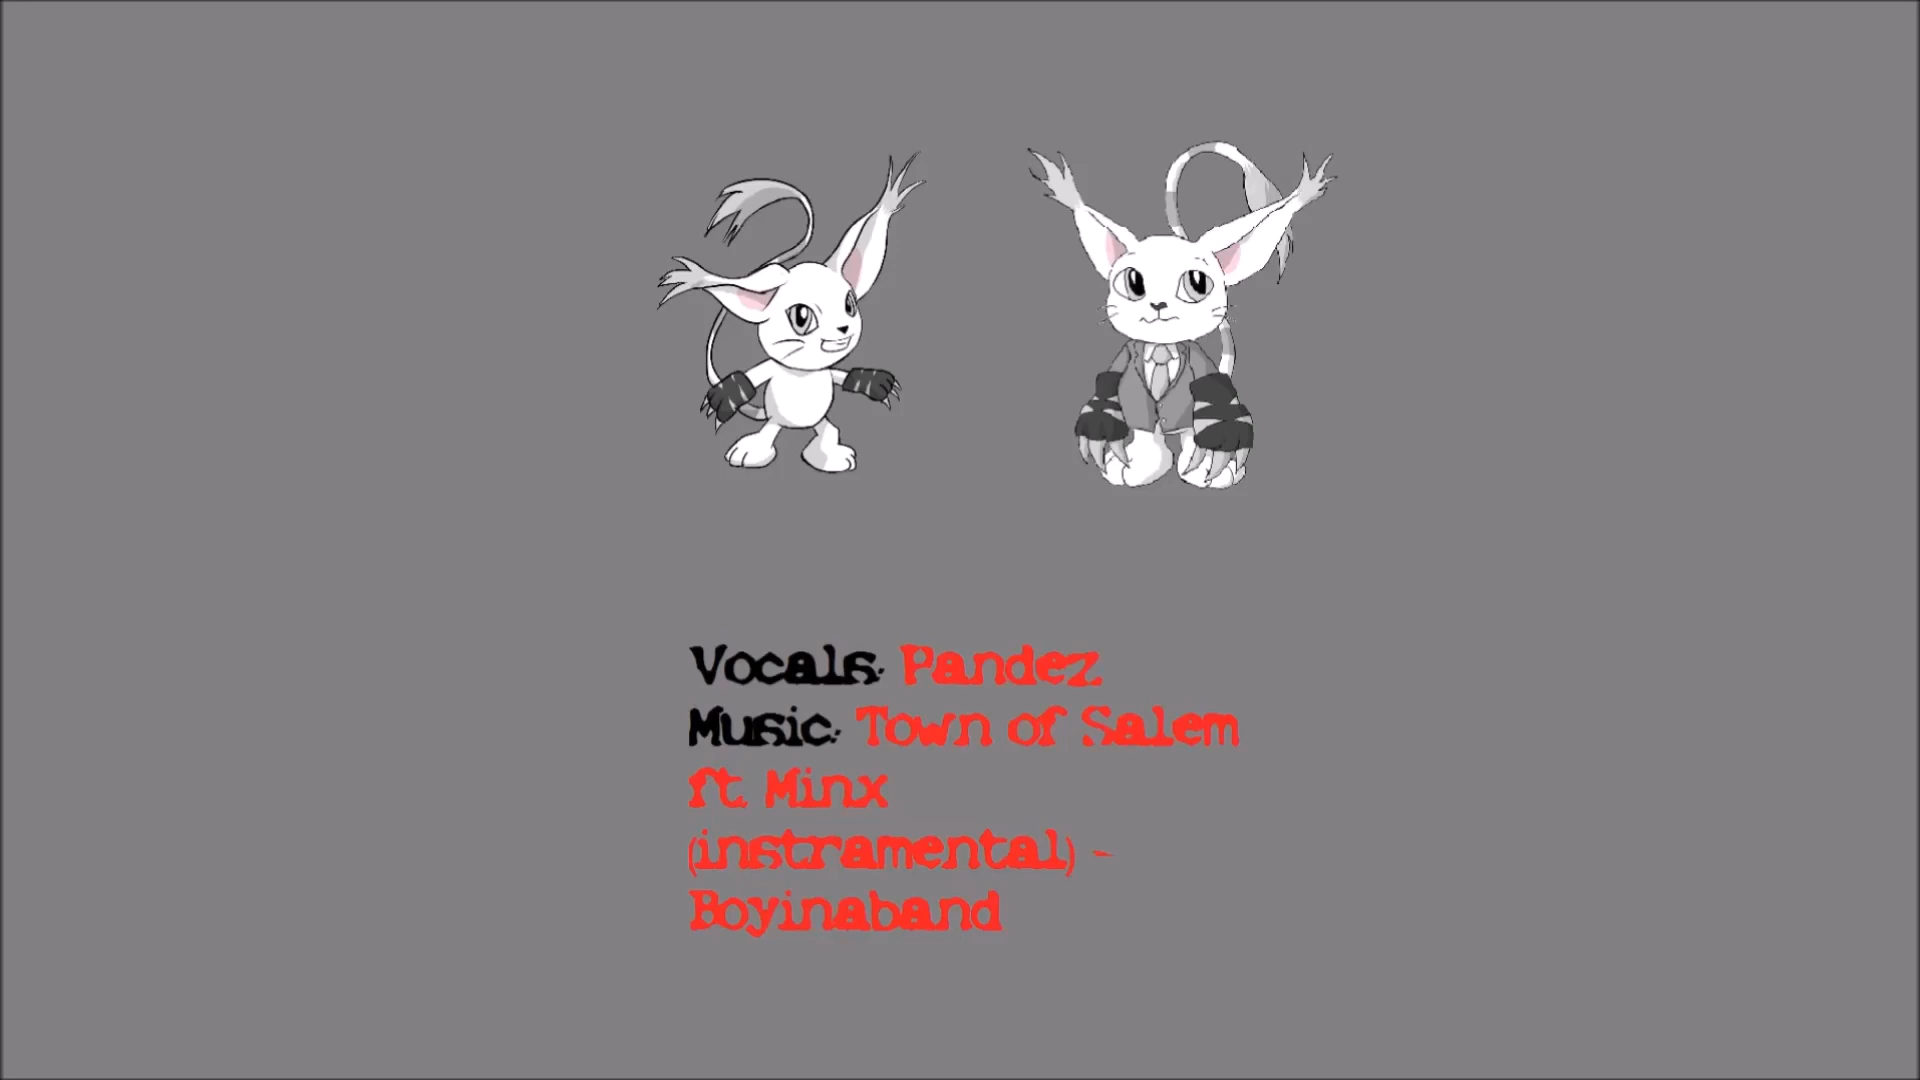 Vocals: Pandez
Music: Town of Salem
ft. Minx
(instramental) -
Boyinaband